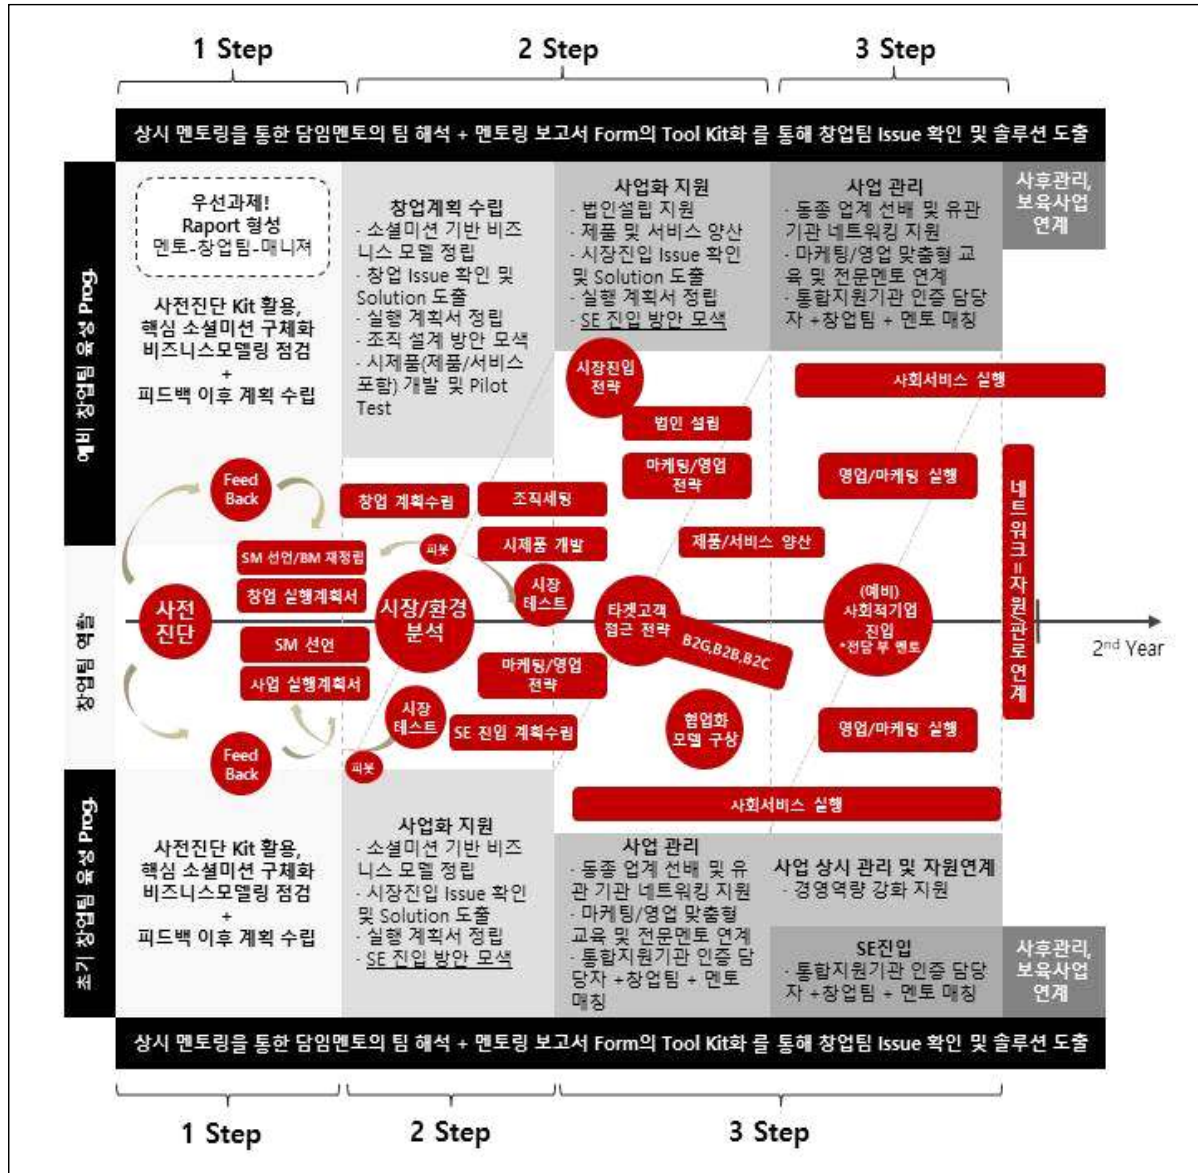 1 Step
2 Step
3 Step
상시 멘토링을 통한 담임멘토의 팀 해석 + 멘토링 보고서 Form의 Tool Kit화 를 통해 창업팀 Issue 확인 및 솔루션 도출
예비 창업팀 육성 Prog.
우선과제!
Raport 형성
멘토-창업팀-매니져
사전진단 Kit 활용,
핵심 소셜미션 구체화
비즈니스모델링 점검
+
피드백 이후 계획 수립
창업계획 수립
· 소셜미션 기반 비즈
니스 모델 정립
· 창업 Issue 확인 및
Solution 도출
· 실행 계획서 정립
· 조직 설계 방안 모색
· 시제품(제품/서비스
포함) 개발 및 Pilot
Test
사업화 지원
· 법인설립 지원
· 제품 및 서비스 양산
· 시장진입 Issue 확인
및 Solution 도출
· 실행 계획서 정립
· SE 진입 방안 모색
사업 관리
· 동종 업계 선배 및 유관
기관 네트워킹 지원
· 마케팅/영업 맞춤형 교
육 및 전문멘토 연계
· 통합지원기관 인증 담당
자 +창업팀 + 멘토 매칭
사후관리,
보육사업
연계
시장진입
전략
사회서비스 실행
법인 설립
마케팅/영업
전략
영업/마케팅 실행
Feed
Back
창업 계획수립
조직세팅
SM 선언/BM 재정립
피봇
시제품 개발
제품/서비스 양산
창업 실행계획서
시장
테스트
창업팀 역할
사전
진단
시장/환경
분석
타겟고객
접근 전략
B2G,B2B,B2C
(예비)
사회적기업
진입
*전담 부 멘토
네트워크=자원/판로연계
2nd Year
SM 선언
사업 실행계획서
마케팅/영업
전략
시장
테스트
SE 진입 계획수립
협업화
모델 구상
영업/마케팅 실행
Feed
Back
피봇
사회서비스 실행
초기 창업팀 육성 Prog.
사전진단 Kit 활용,
핵심 소셜미션 구체화
비즈니스모델링 점검
+
피드백 이후 계획 수립
사업화 지원
· 소셜미션 기반 비즈
니스 모델 정립
· 시장진입 Issue 확인
및 Solution 도출
· 실행 계획서 정립
· SE 진입 방안 모색
사업 관리
· 동종 업계 선배 및 유
관 기관 네트워킹 지원
· 마케팅/영업 맞춤형
교육 및 전문멘토 연계
· 통합지원기관 인증 담
당자 +창업팀 + 멘토
매칭
사업 상시 관리 및 자원연계
· 경영역량 강화 지원
SE진입
· 통합지원기관 인증 담당
자 +창업팀 + 멘토 매칭
사후관리,
보육사업
연계
상시 멘토링을 통한 담임멘토의 팀 해석 + 멘토링 보고서 Form의 Tool Kit화 를 통해 창업팀 Issue 확인 및 솔루션 도출
1 Step
2 Step
3 Step